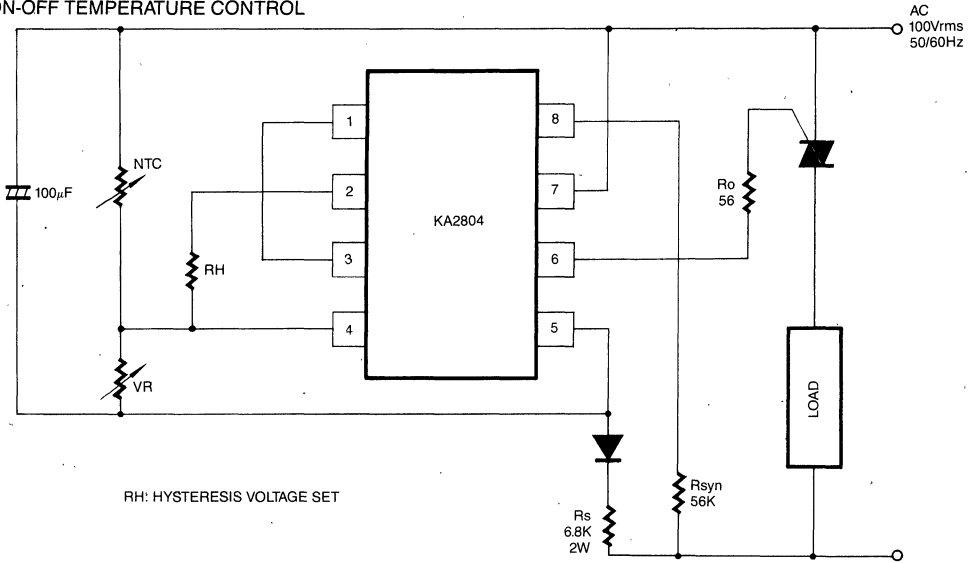 ON-OFF TEMPERATURE CONTROL
AC
100Vrms
50/60Hz
1
8
NTC
100μF
2
7
Ro
56
KA2804
3
6
RH
4
5
VR
LOAD
RH: HYSTERESIS VOLTAGE SET
Rsyn
56K
Rs
6.8K
2W